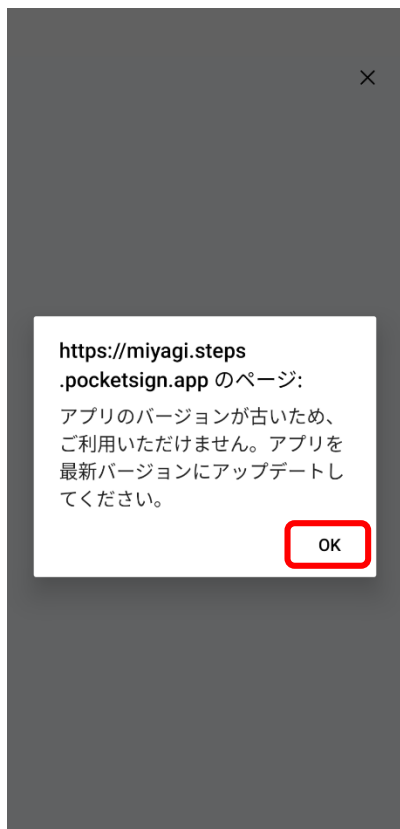 https://miyagi.steps
.pocketsign.app のページ:
アプリのバージョンが古いため、
ご利用いただけません。アプリを
最新バージョンにアップデートし
てください。
OK